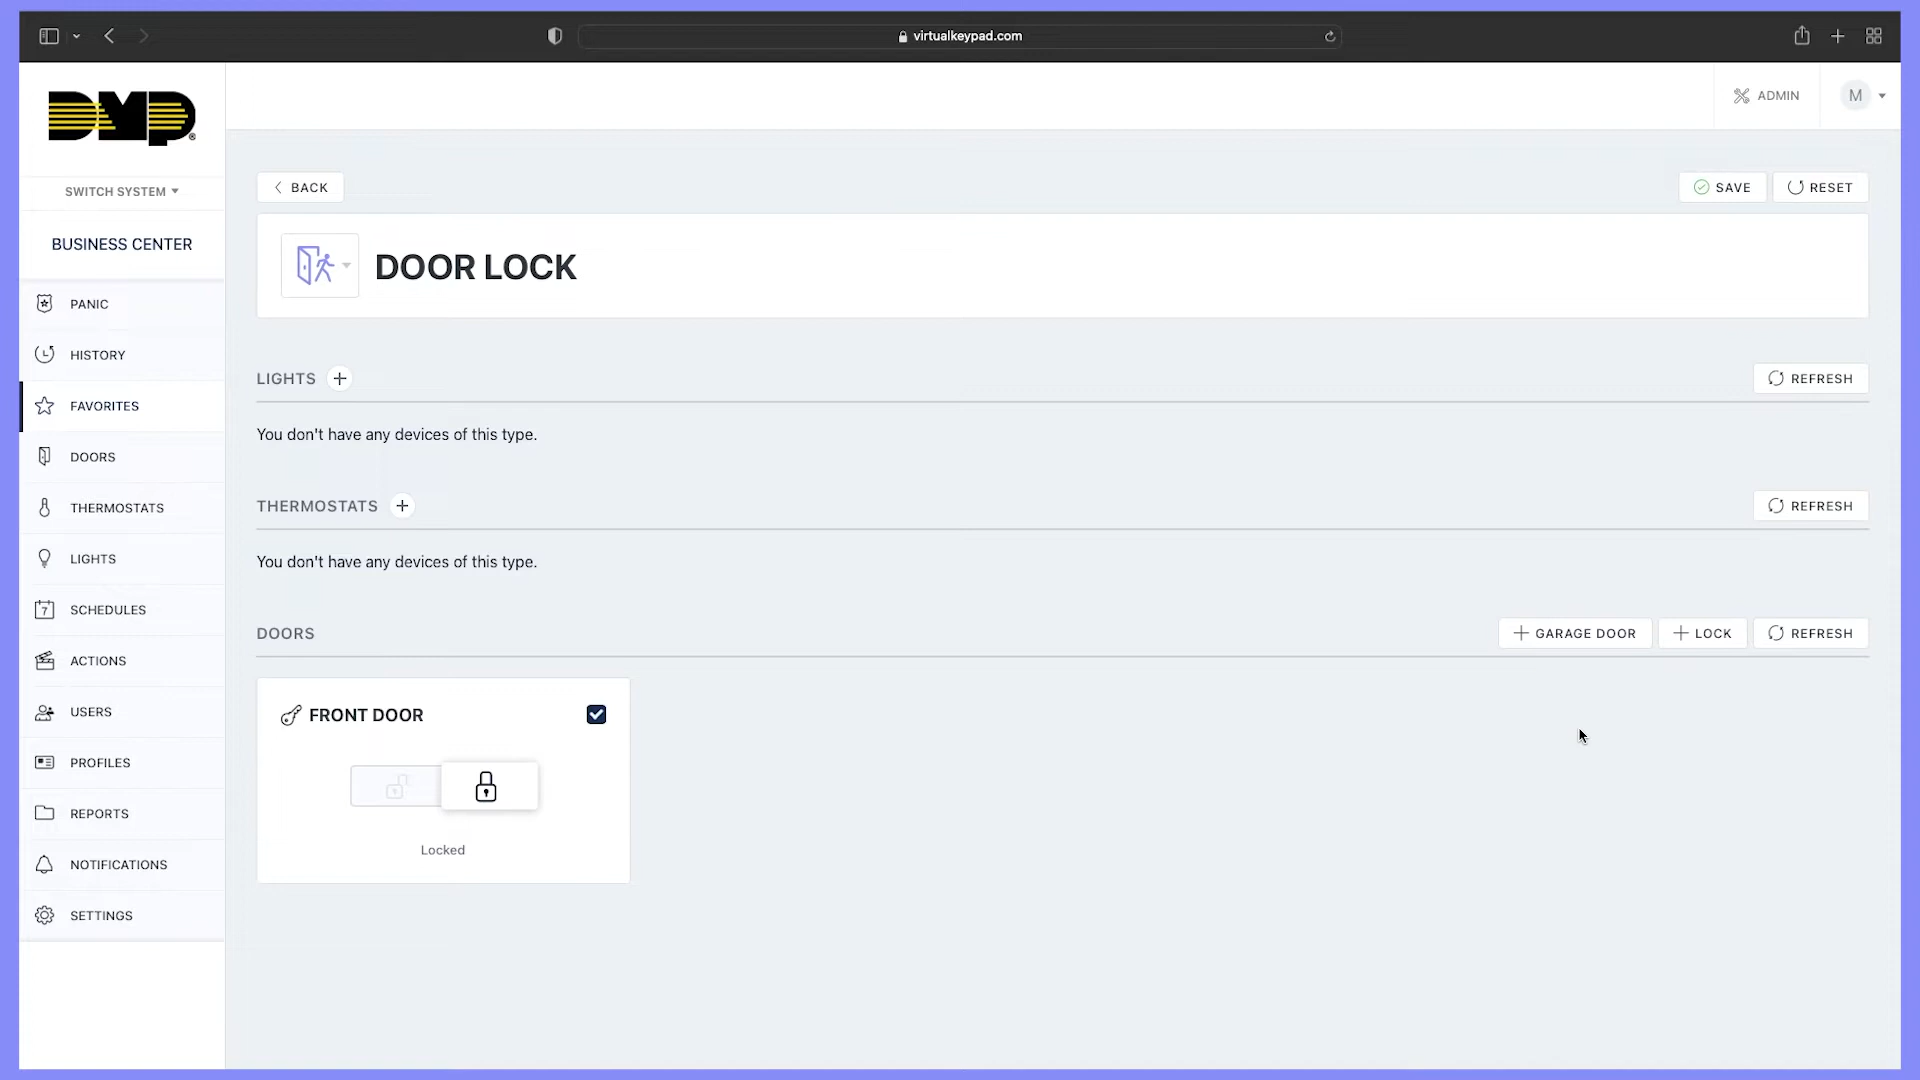 virtualkeypad.com
DMP
ADMIN
M
SWITCH SYSTEM
BACK
SAVE
RESET
BUSINESS CENTER
DOOR LOCK
PANIC
HISTORY
FAVORITES
DOORS
THERMOSTATS
LIGHTS
7
SCHEDULES
ACTIONS
USERS
PROFILES
REPORTS
NOTIFICATIONS
SETTINGS
LIGHTS
REFRESH
You don't have any devices of this type.
THERMOSTATS
REFRESH
You don't have any devices of this type.
DOORS
GARAGE DOOR
LOCK
REFRESH
FRONT DOOR
Locked